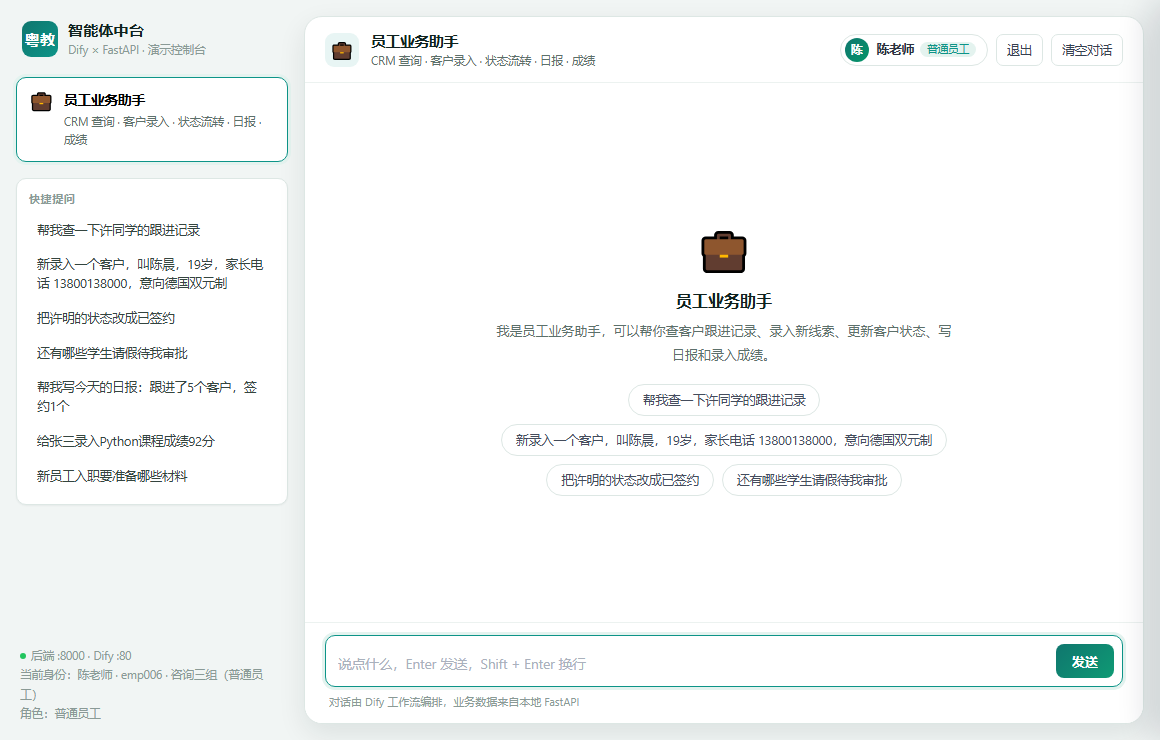 粤教
智能体中台
Dify × FastAPI · 演示控制台
员工业务助手
CRM 查询 · 客户录入 · 状态流转 · 日报 ·
成绩
快捷提问
帮我查一下许同学的跟进记录
新录入一个客户，叫陈晨，19岁，家长电
话 13800138000，意向德国双元制
把许明的状态改成已签约
还有哪些学生请假待我审批
帮我写今天的日报：跟进了5个客户，签
约1个
给张三录入Python课程成绩92分
新员工入职要准备哪些材料
后端 :8000 · Dify :80
当前身份：陈老师 · emp006 · 咨询三组（普通员
工）
角色：普通员工
员工业务助手
CRM 查询 · 客户录入 · 状态流转 · 日报 · 成绩
陈 陈老师 普通员工 退出 清空对话
员工业务助手
我是员工业务助手，可以帮你查客户跟进记录、录入新线索、更新客户状态、写
日报和录入成绩。
帮我查一下许同学的跟进记录
新录入一个客户，叫陈晨，19岁，家长电话 13800138000，意向德国双元制
把许明的状态改成已签约 还有哪些学生请假待我审批
说点什么，Enter 发送，Shift + Enter 换行
发送
对话由 Dify 工作流编排，业务数据来自本地 FastAPI